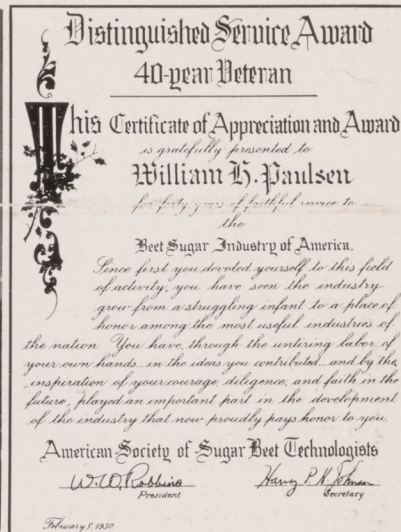 Distinguished Service Award
40-year Veteran
This Certificate of Appreciation and Award
is gratefully presented to
William H. Paulsen
for forty years of faithful service to
the
Beet Sugar Industry of America.
Since first you devoted yourself to this field
of activity, you have seen the industry
grow from a struggling infant to a place of
honor among the most useful industries of
the nation. You have, through the untiring labor of
your own hands, in the ideas you contributed, and by the
inspiration of your courage, diligence, and faith in the
future, played an important part in the development
of the industry that now proudly pays honor to you.
American Society of Sugar Beet Technologists
W.W. Robbins
President
Secretary
February 8, 1950